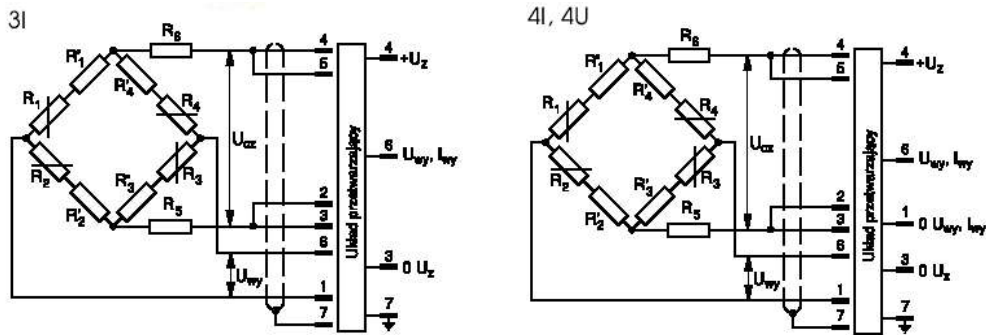 3I
R6
4
5
R'1
R'4
R1
R4
4 +Uz
Ucz
Układ przetwarzający
6 Uwy, Iwy
R2
R3
R'3
R'2
R5
2
3
6
3 0 Uz
Uwy
1
7
7
4I, 4U
R6
4
5
R'1
R'4
R1
R4
4 +Uz
Ucz
Układ przetwarzający
6 Uwy, Iwy
R2
R3
R'3
R'2
R5
2
3
1 0 Uwy, Iwy
6
3 0 Uz
Uwy
1
7
7